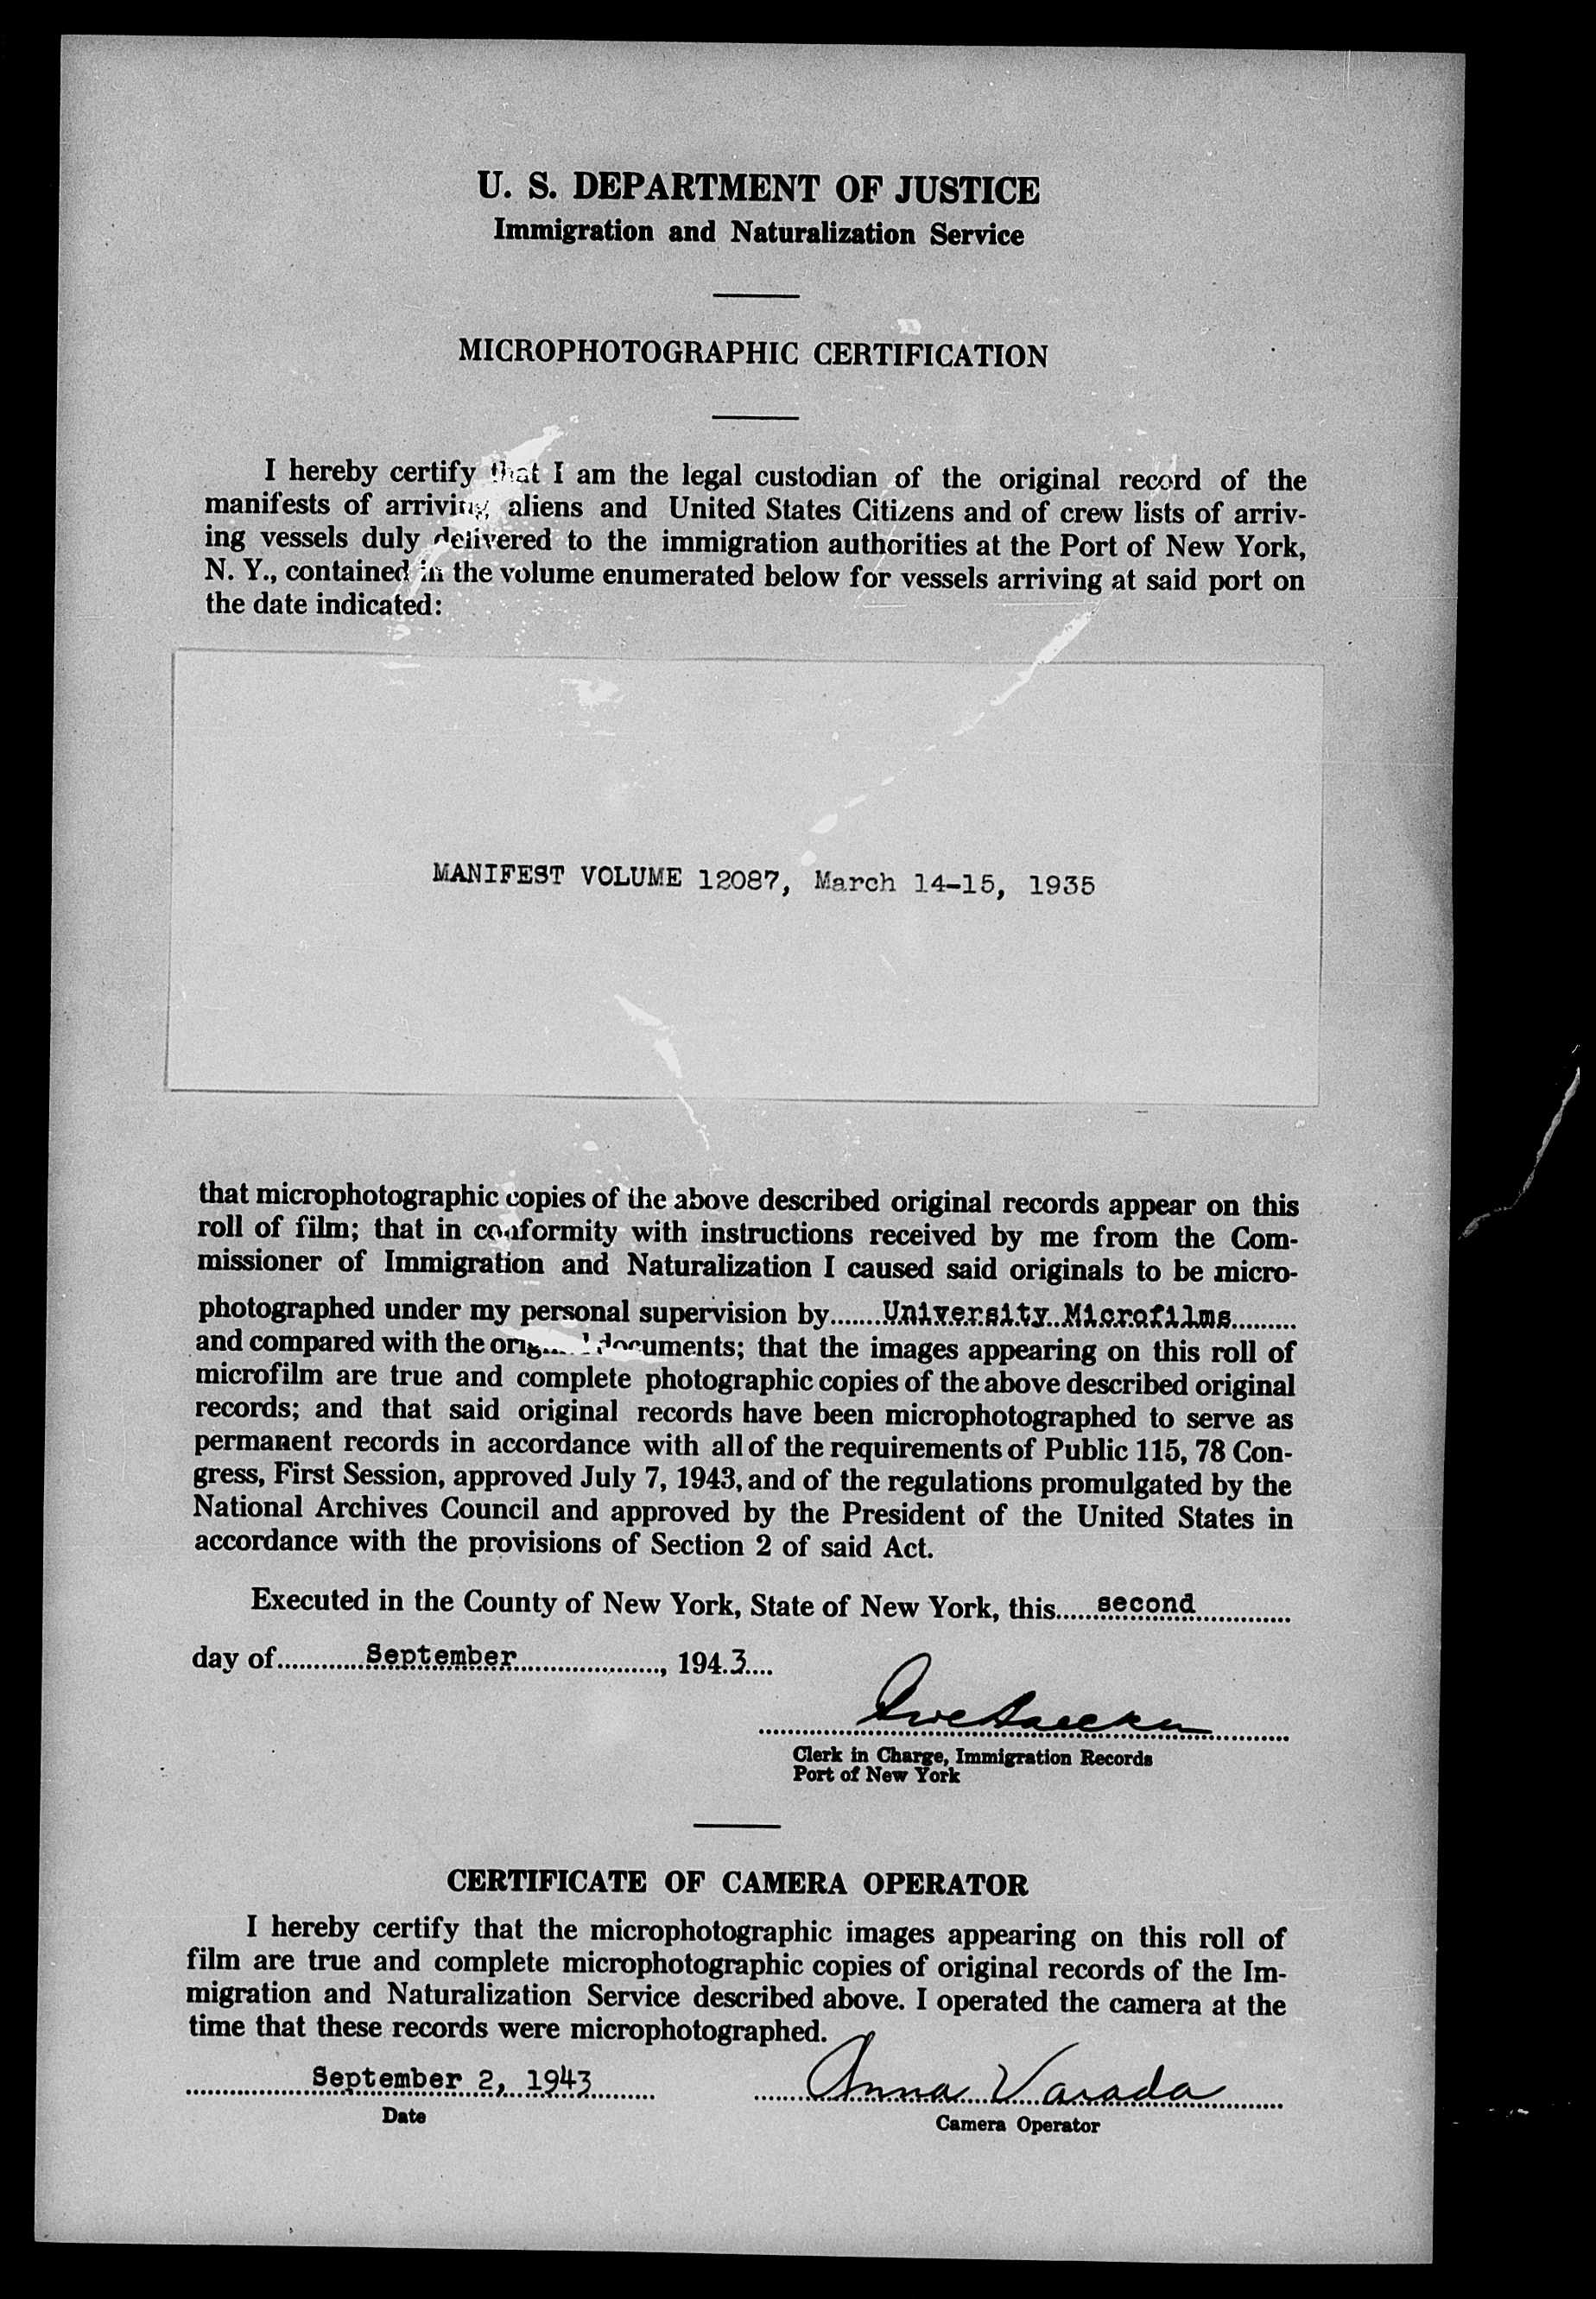 U. S. DEPARTMENT OF JUSTICE
Immigration and Naturalization Service
MICROPHOTOGRAPHIC CERTIFICATION
I hereby certify that I am the legal custodian of the original record of the
manifests of arriving aliens and United States Citizens and of crew lists of arriv-
ing vessels duly delivered to the immigration authorities at the Port of New York,
N. Y., contained in the volume enumerated below for vessels arriving at said port on
the date indicated:
MANIFEST VOLUME 12087, March 14-15, 1935
that microphotographic copies of the above described original records appear on this
roll of film; that in conformity with instructions received by me from the Com-
missioner of Immigration and Naturalization I caused said originals to be micro-
photographed under my personal supervision by.......University Microfilms..........
and compared with the original documents; that the images appearing on this roll of
microfilm are true and complete photographic copies of the above described original
records; and that said original records have been microphotographed to serve as
permanent records in accordance with all of the requirements of Public 115, 78 Con-
gress, First Session, approved July 7, 1943, and of the regulations promulgated by the
National Archives Council and approved by the President of the United States in
accordance with the provisions of Section 2 of said Act.
Executed in the County of New York, State of New York, this......second..............
day of.............September......................, 194.3....
Clerk in Charge, Immigration Records
Port of New York
CERTIFICATE OF CAMERA OPERATOR
I hereby certify that the microphotographic images appearing on this roll of
film are true and complete microphotographic copies of original records of the Im-
migration and Naturalization Service described above. I operated the camera at the
time that these records were microphotographed.
September 2, 1943 Anna Varada
Date
Camera Operator